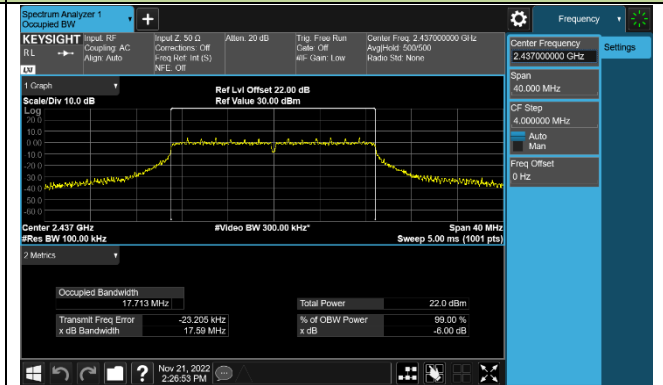 Spectrum Analyzer 1
Occupied BW
Frequency
KEYSIGHT
RL
LXI
Input: RF
Coupling: AC
Align: Auto
Input Z: 50 Ω
Corrections: Off
Freq Ref: Int (S)
NFE: Off
Atten: 20 dB
Trig: Free Run
Gate: Off
#IF Gain: Low
Center Freq: 2.437000000 GHz
Avg|Hold: 500/500
Radio Std: None
Center Frequency
2.437000000 GHz
Settings
Span
40.000 MHz
CF Step
4.000000 MHz
Auto
Man
Freq Offset
0 Hz
1 Graph
Scale/Div 10.0 dB
Ref Lvl Offset 22.00 dB
Ref Value 30.00 dBm
Log
20.0
10.0
0.00
-10.0
-20.0
-30.0
-40.0
-50.0
-60.0
Center 2.437 GHz
#Video BW 300.00 kHz*
Span 40 MHz
#Res BW 100.00 kHz
Sweep 5.00 ms (1001 pts)
2 Metrics
Occupied Bandwidth
17.713 MHz
Total Power 22.0 dBm
Transmit Freq Error -23.205 kHz
% of OBW Power 99.00 %
x dB Bandwidth 17.59 MHz
x dB -6.00 dB
?
Nov 21, 2022
2:26:53 PM